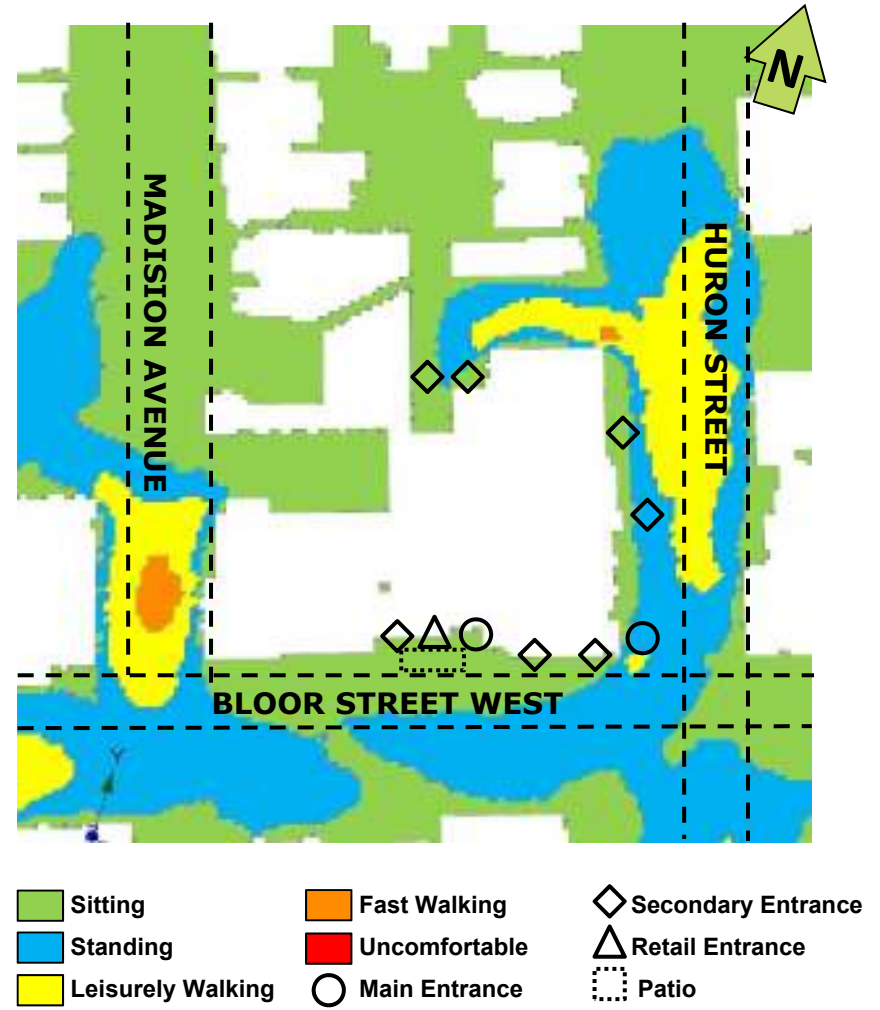 N
MADISION AVENUE
HURON STREET
BLOOR STREET WEST
Y
Sitting
Fast Walking
Secondary Entrance
Standing
Uncomfortable
Retail Entrance
Leisurely Walking
Main Entrance
Patio